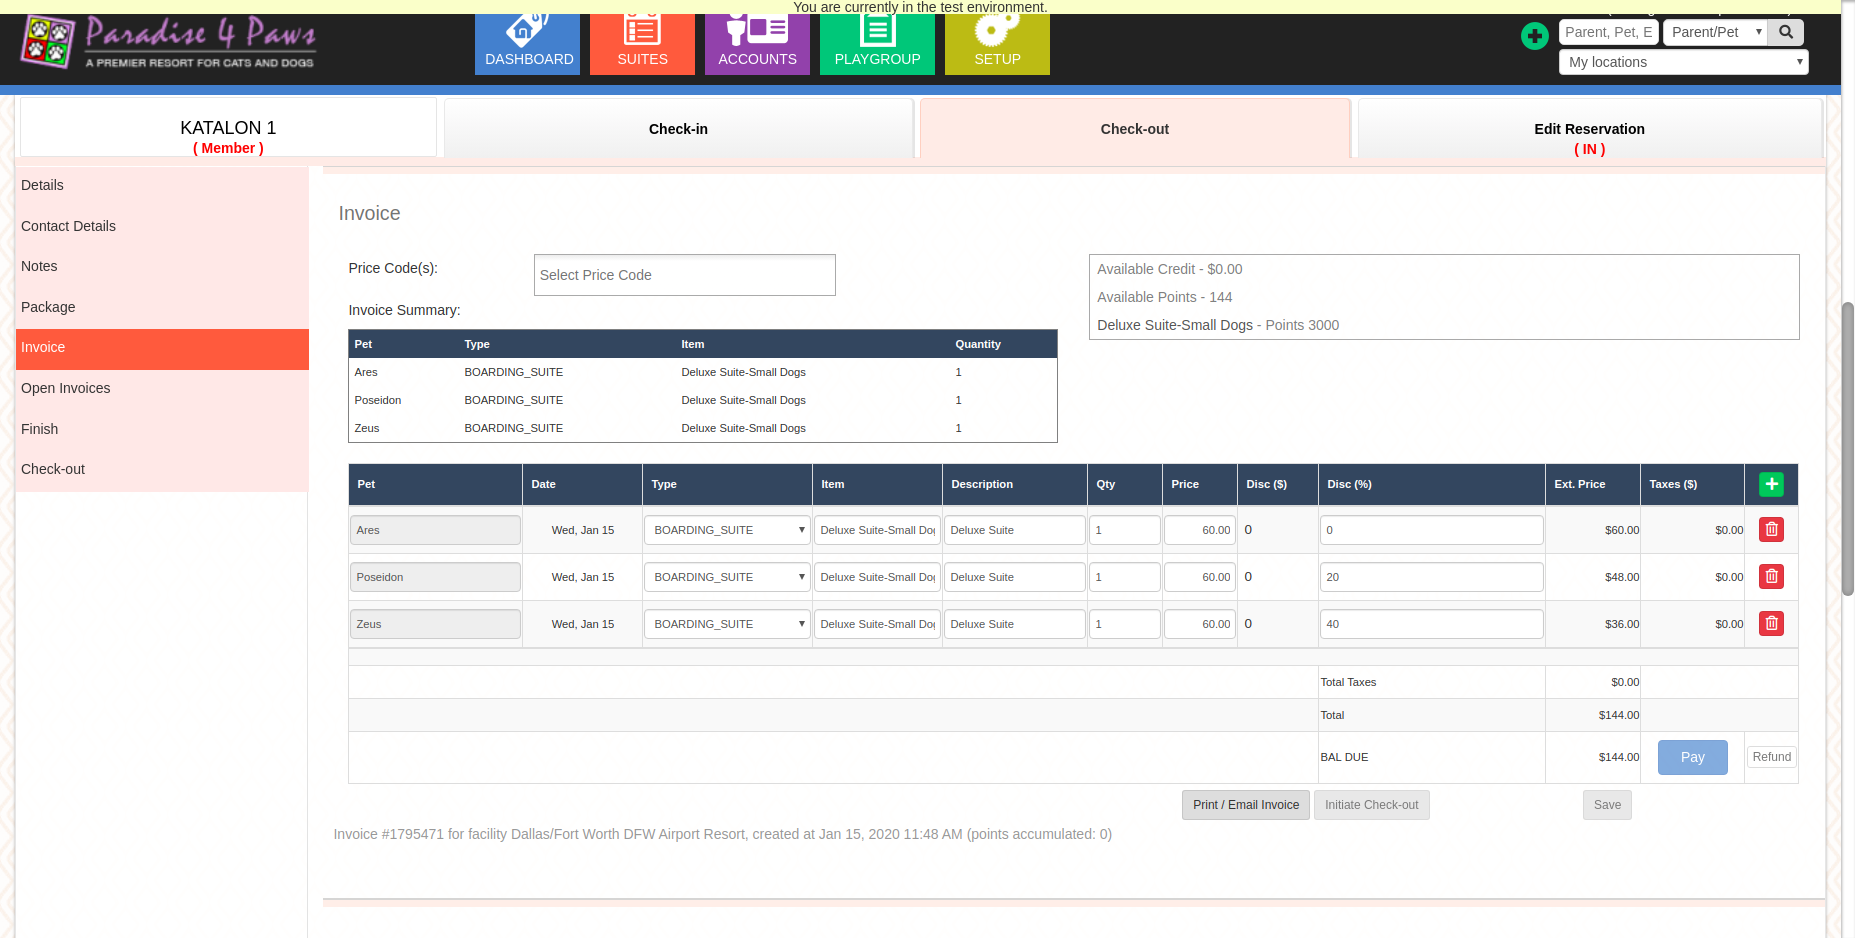 You are currently in the test environment.
Paradise 4 Paws
A PREMIER RESORT FOR CATS AND DOGS
DASHBOARD
SUITES
ACCOUNTS
PLAYGROUP
SETUP
Parent, Pet, E
Parent/Pet
My locations
KATALON 1
( Member )
Check-in
Check-out
Edit Reservation
( IN )
Details
Contact Details
Notes
Package
Invoice
Open Invoices
Finish
Check-out
Invoice
Price Code(s):
Select Price Code
Available Credit - $0.00
Available Points - 144
Deluxe Suite-Small Dogs - Points 3000
Invoice Summary:
Pet Type Item Quantity
Ares BOARDING_SUITE Deluxe Suite-Small Dogs 1
Poseidon BOARDING_SUITE Deluxe Suite-Small Dogs 1
Zeus BOARDING_SUITE Deluxe Suite-Small Dogs 1
Pet Date Type Item Description Qty Price Disc ($) Disc (%) Ext. Price Taxes ($)
Ares Wed, Jan 15 BOARDING_SUITE Deluxe Suite-Small Dog Deluxe Suite 1 60.00 0 0 $60.00 $0.00
Poseidon Wed, Jan 15 BOARDING_SUITE Deluxe Suite-Small Dog Deluxe Suite 1 60.00 0 20 $48.00 $0.00
Zeus Wed, Jan 15 BOARDING_SUITE Deluxe Suite-Small Dog Deluxe Suite 1 60.00 0 40 $36.00 $0.00
Total Taxes $0.00
Total $144.00
BAL DUE $144.00 Pay Refund
Print / Email Invoice Initiate Check-out Save
Invoice #1795471 for facility Dallas/Fort Worth DFW Airport Resort, created at Jan 15, 2020 11:48 AM (points accumulated: 0)